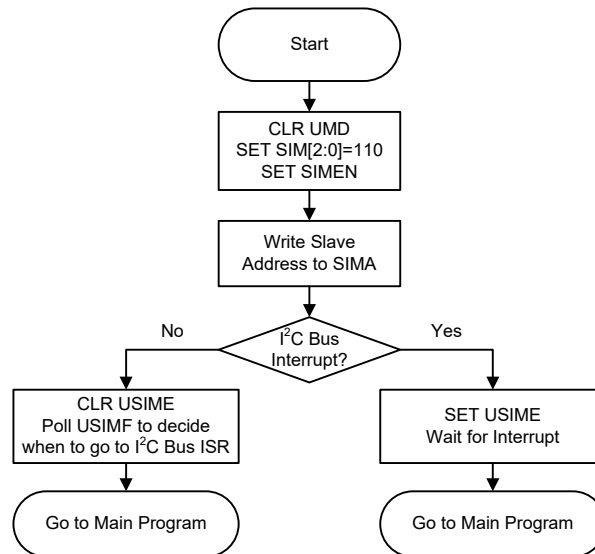 Start
CLR UMD
SET SIM[2:0]=110
SET SIMEN
Write Slave
Address to SIMA
No
I²C Bus
Interrupt?
Yes
CLR USIME
Poll USIMF to decide
when to go to I²C Bus ISR
SET USIME
Wait for Interrupt
Go to Main Program
Go to Main Program